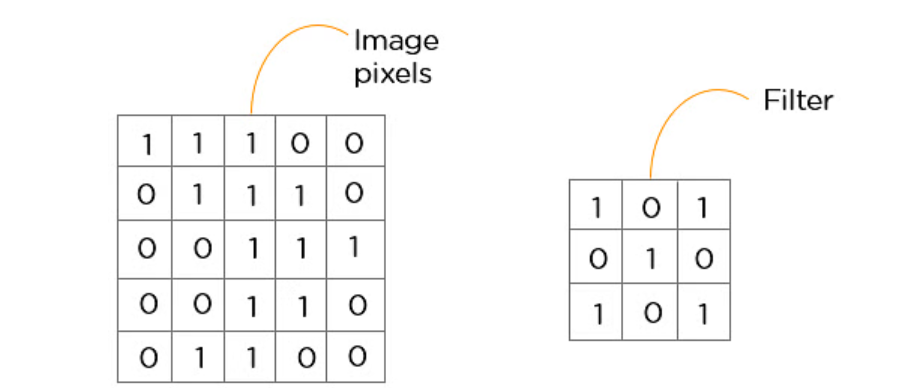 Image
pixels
Filter
1 1 1 0 0
0 1 1 1 0
0 0 1 1 1
0 0 1 1 0
0 1 1 0 0
1 0 1
0 1 0
1 0 1